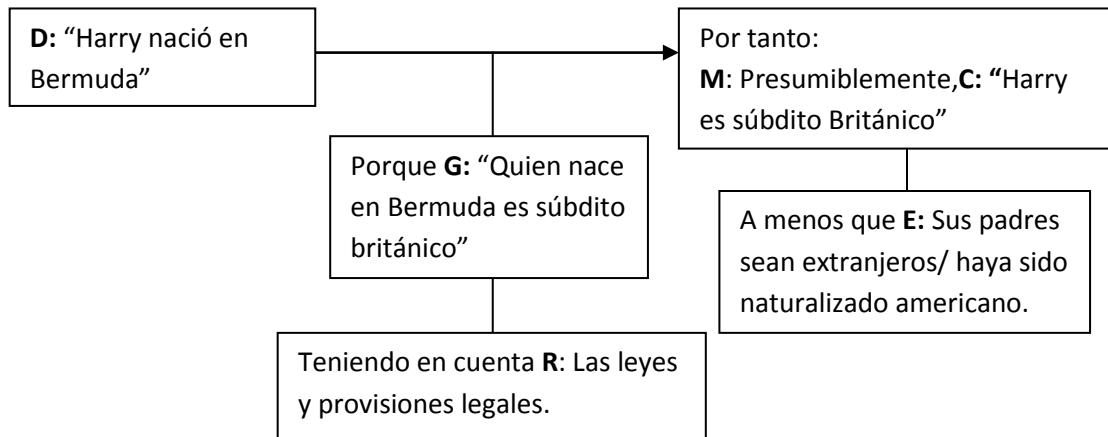 D: “Harry nació en
Bermuda”
Por tanto:
M: Presumiblemente,C: “Harry
es súbdito Británico”
Porque G: “Quien nace
en Bermuda es súbdito
británico”
A menos que E: Sus padres
sean extranjeros/ haya sido
naturalizado americano.
Teniendo en cuenta R: Las leyes
y provisiones legales.